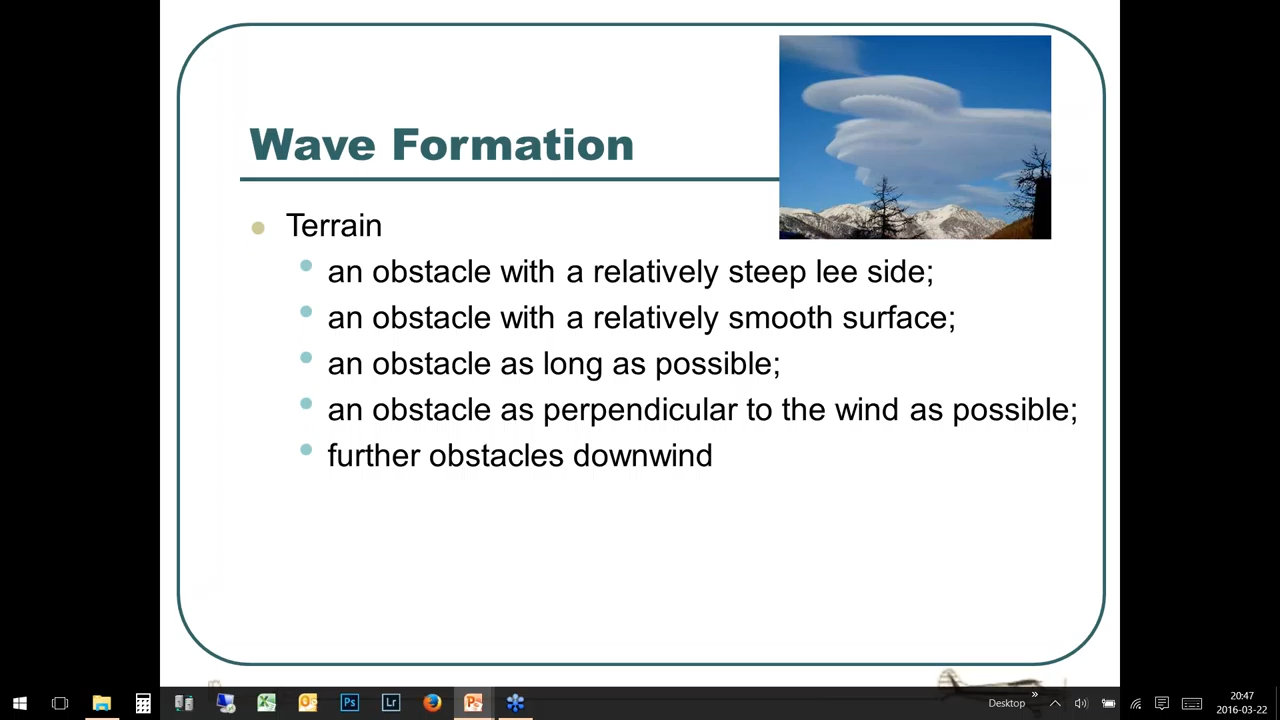 Wave Formation
Terrain
an obstacle with a relatively steep lee side;
an obstacle with a relatively smooth surface;
an obstacle as long as possible;
an obstacle as perpendicular to the wind as possible;
further obstacles downwind
Ps
Lr
Desktop
»
20:47
2016-03-22